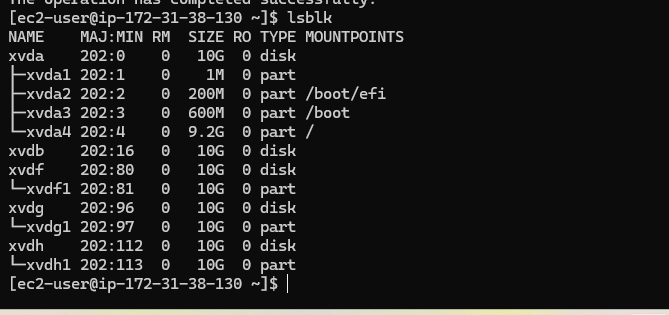 The operation has completed successfully.
[ec2-user@ip-172-31-38-130 ~]$ lsblk
NAME    MAJ:MIN RM  SIZE RO TYPE MOUNTPOINTS
xvda    202:0    0   10G  0 disk
├─xvda1 202:1    0    1M  0 part
├─xvda2 202:2    0  200M  0 part /boot/efi
├─xvda3 202:3    0  600M  0 part /boot
└─xvda4 202:4    0  9.2G  0 part /
xvdb    202:16   0   10G  0 disk
xvdf    202:80   0   10G  0 disk
└─xvdf1 202:81   0   10G  0 part
xvdg    202:96   0   10G  0 disk
└─xvdg1 202:97   0   10G  0 part
xvdh    202:112  0   10G  0 disk
└─xvdh1 202:113  0   10G  0 part
[ec2-user@ip-172-31-38-130 ~]$